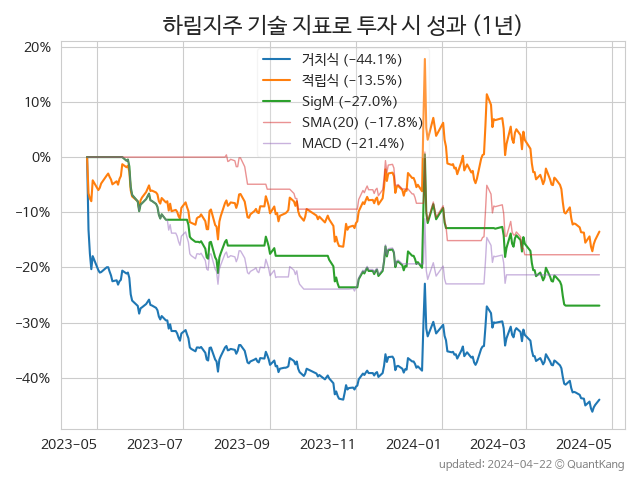 하림지주 기술 지표로 투자 시 성과 (1년)
거치식 (−44.1%)
적립식 (−13.5%)
SigM (−27.0%)
SMA(20) (−17.8%)
MACD (−21.4%)
20%
10%
0%
−10%
−20%
−30%
−40%
2023-05 2023-07 2023-09 2023-11 2024-01 2024-03 2024-05
updated: 2024-04-22 © QuantKang